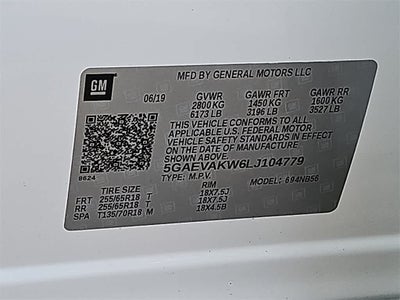 GM
MFD BY GENERAL MOTORS LLC
06/19 GVWR GAWR FRT GAWR RR
2800 KG 1450 KG 1600 KG
6173 LB 3196 LB 3527 LB
THIS VEHICLE CONFORMS TO ALL
APPLICABLE U.S. FEDERAL MOTOR
VEHICLE SAFETY STANDARDS IN EFFECT
ON THE DATE OF MANUFACTURE
5GAEVAKW6LJ104779
8624 TYPE: M.P.V. MODEL: 694NB56
TIRE SIZE RIM
FRT 255/65R18 T 18X7.5J
RR 255/65R18 T 18X7.5J
SPA T135/70R18 M 18X4.5B